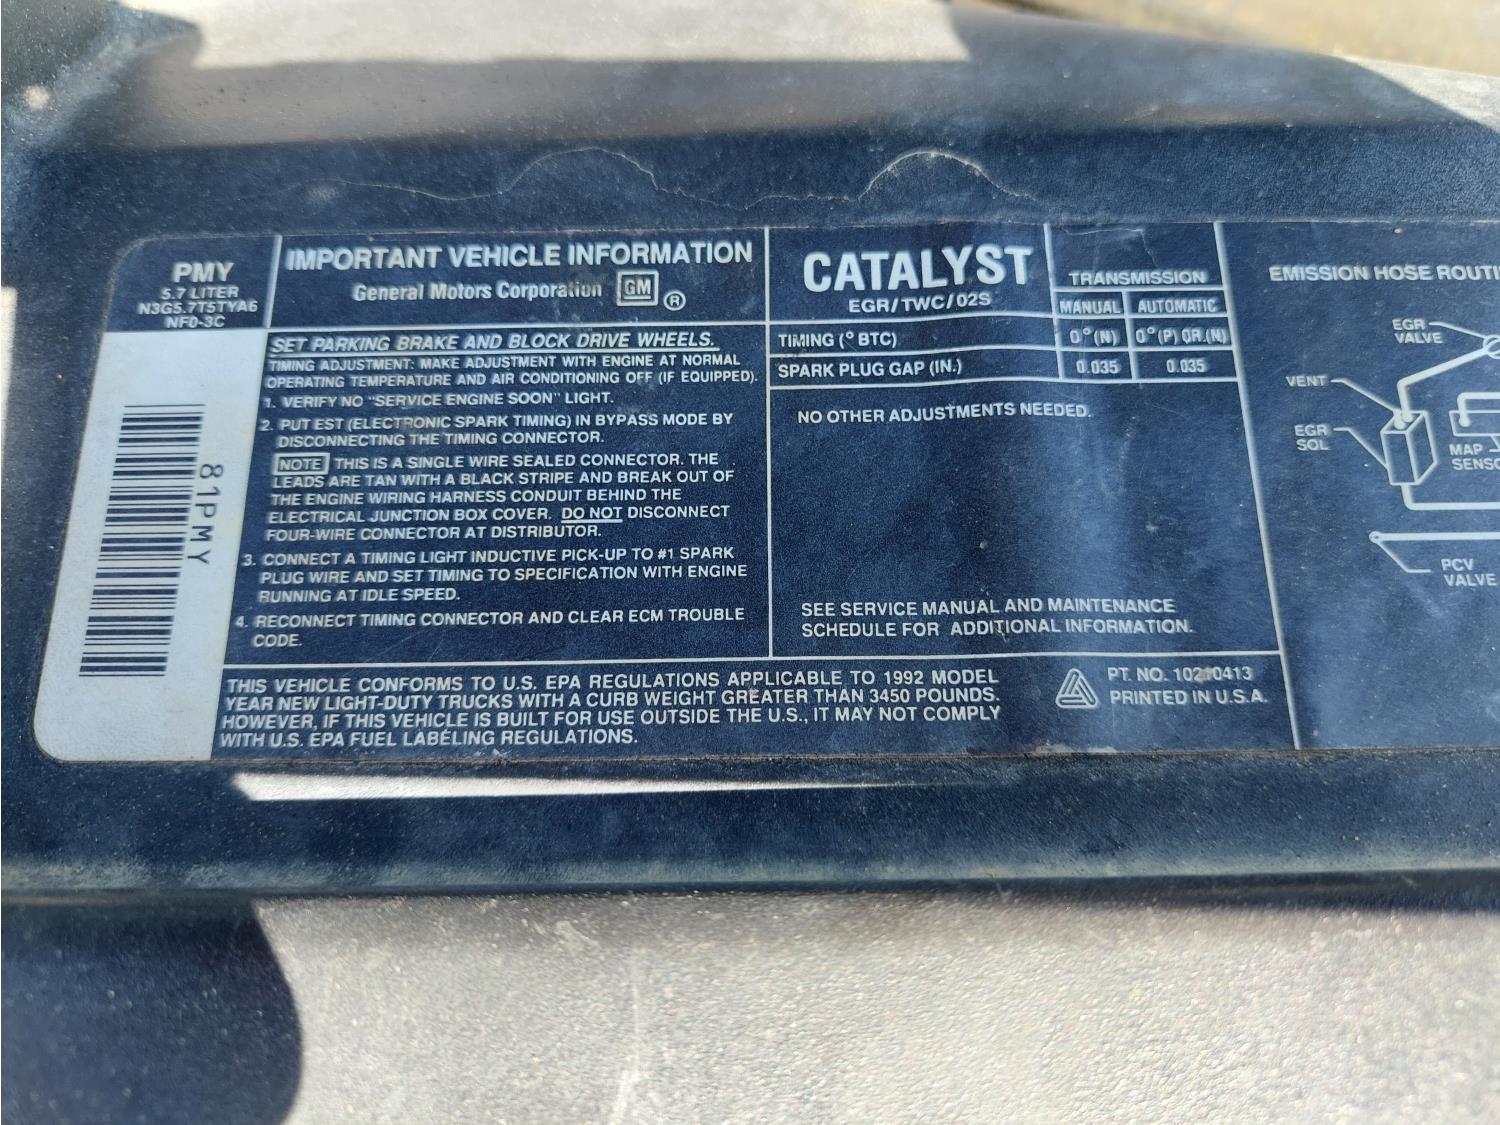 PMY
5.7 LITER
N3G5.7T5TYA6
NF0-3C
81PMY
IMPORTANT VEHICLE INFORMATION
General Motors Corporation GM ®
SET PARKING BRAKE AND BLOCK DRIVE WHEELS.
TIMING ADJUSTMENT: MAKE ADJUSTMENT WITH ENGINE AT NORMAL
OPERATING TEMPERATURE AND AIR CONDITIONING OFF (IF EQUIPPED).
1. VERIFY NO "SERVICE ENGINE SOON" LIGHT.
2. PUT EST (ELECTRONIC SPARK TIMING) IN BYPASS MODE BY
DISCONNECTING THE TIMING CONNECTOR.
NOTE THIS IS A SINGLE WIRE SEALED CONNECTOR. THE
LEADS ARE TAN WITH A BLACK STRIPE AND BREAK OUT OF
THE ENGINE WIRING HARNESS CONDUIT BEHIND THE
ELECTRICAL JUNCTION BOX COVER. DO NOT DISCONNECT
FOUR-WIRE CONNECTOR AT DISTRIBUTOR.
3. CONNECT A TIMING LIGHT INDUCTIVE PICK-UP TO #1 SPARK
PLUG WIRE AND SET TIMING TO SPECIFICATION WITH ENGINE
RUNNING AT IDLE SPEED.
4. RECONNECT TIMING CONNECTOR AND CLEAR ECM TROUBLE
CODE.
CATALYST
EGR/TWC/02S
TRANSMISSION
MANUAL AUTOMATIC
TIMING (° BTC) 0°(N) 0°(P) OR (N)
SPARK PLUG GAP (IN.) 0.035 0.035
NO OTHER ADJUSTMENTS NEEDED.
SEE SERVICE MANUAL AND MAINTENANCE
SCHEDULE FOR ADDITIONAL INFORMATION.
THIS VEHICLE CONFORMS TO U.S. EPA REGULATIONS APPLICABLE TO 1992 MODEL
YEAR NEW LIGHT-DUTY TRUCKS WITH A CURB WEIGHT GREATER THAN 3450 POUNDS.
HOWEVER, IF THIS VEHICLE IS BUILT FOR USE OUTSIDE THE U.S., IT MAY NOT COMPLY
WITH U.S. EPA FUEL LABELING REGULATIONS.
PT. NO.
PRINTED IN U.S.A.
EMISSION HOSE ROUTI
EGR
VALVE
VENT
EGR
SOL
MAP
SENSO
PCV
VALVE